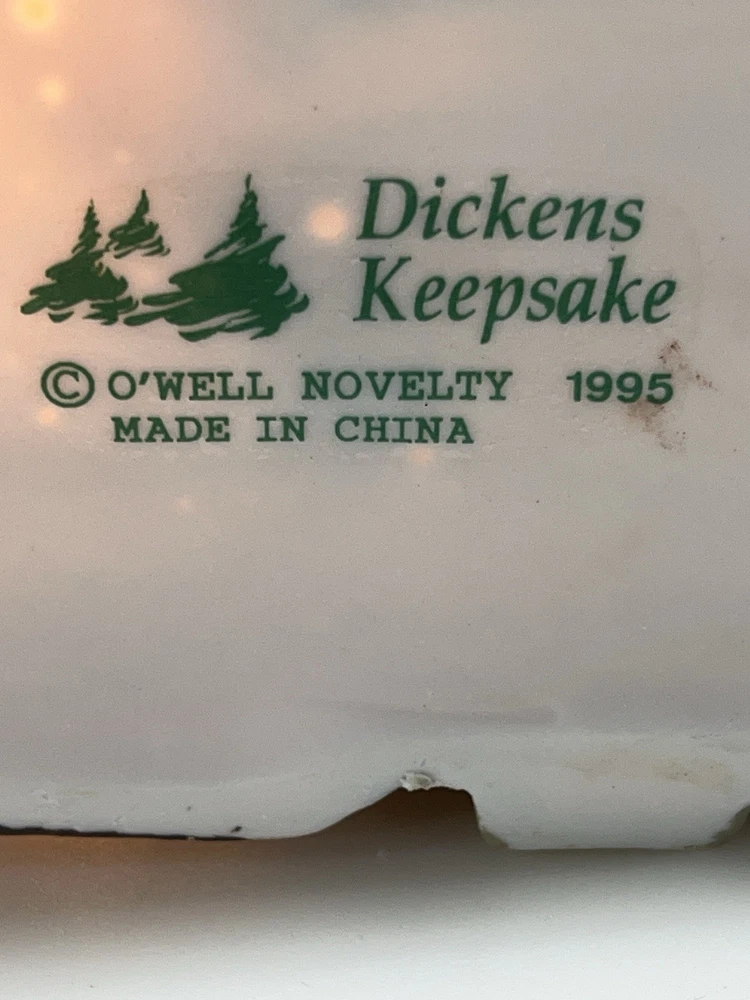 Dickens
Keepsake
© O'WELL NOVELTY 1995
MADE IN CHINA